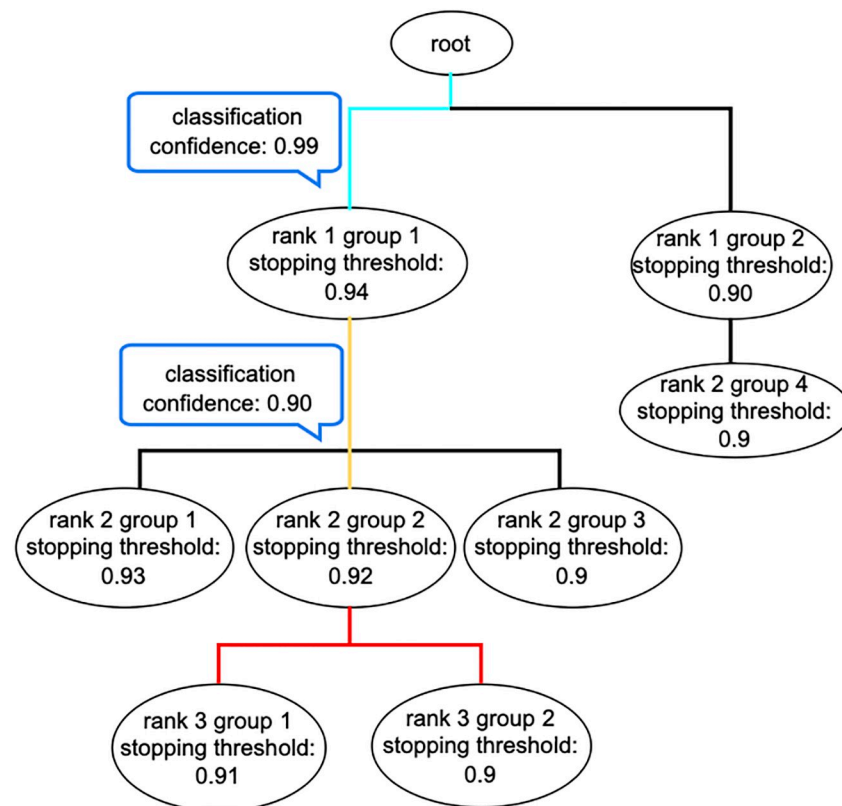 root
classification
confidence: 0.99
rank 1 group 1
stopping threshold:
0.94
rank 1 group 2
stopping threshold:
0.90
classification
confidence: 0.90
rank 2 group 4
stopping threshold:
0.9
rank 2 group 1
stopping threshold:
0.93
rank 2 group 2
stopping threshold:
0.92
rank 2 group 3
stopping threshold:
0.9
rank 3 group 1
stopping threshold:
0.91
rank 3 group 2
stopping threshold:
0.9